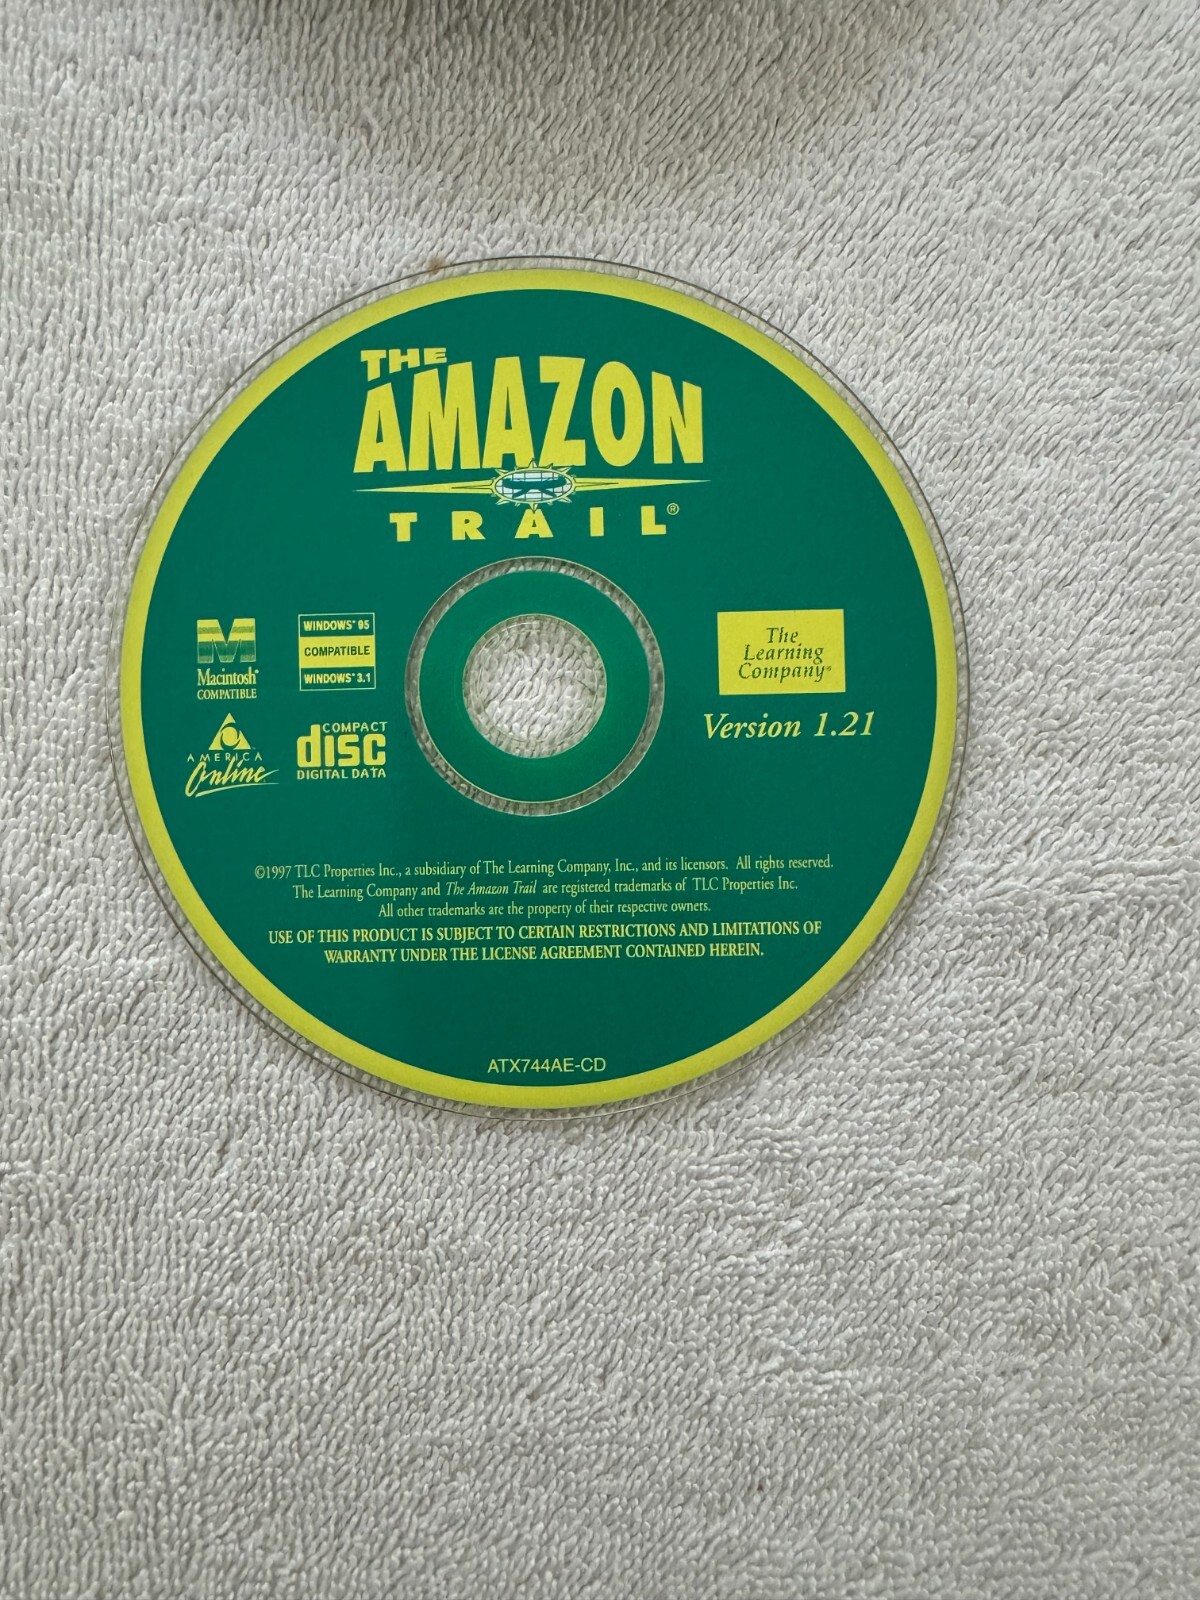 THE
AMAZON
TRAIL®
M
Macintosh®
COMPATIBLE
WINDOWS® 95
COMPATIBLE
WINDOWS® 3.1
AMERICA
Online
COMPACT
disc
DIGITAL DATA
The
Learning
Company®
Version 1.21
©1997 TLC Properties Inc., a subsidiary of The Learning Company, Inc., and its licensors. All rights reserved.
The Learning Company and The Amazon Trail are registered trademarks of TLC Properties Inc.
All other trademarks are the property of their respective owners.
USE OF THIS PRODUCT IS SUBJECT TO CERTAIN RESTRICTIONS AND LIMITATIONS OF
WARRANTY UNDER THE LICENSE AGREEMENT CONTAINED HEREIN.
ATX744AE-CD